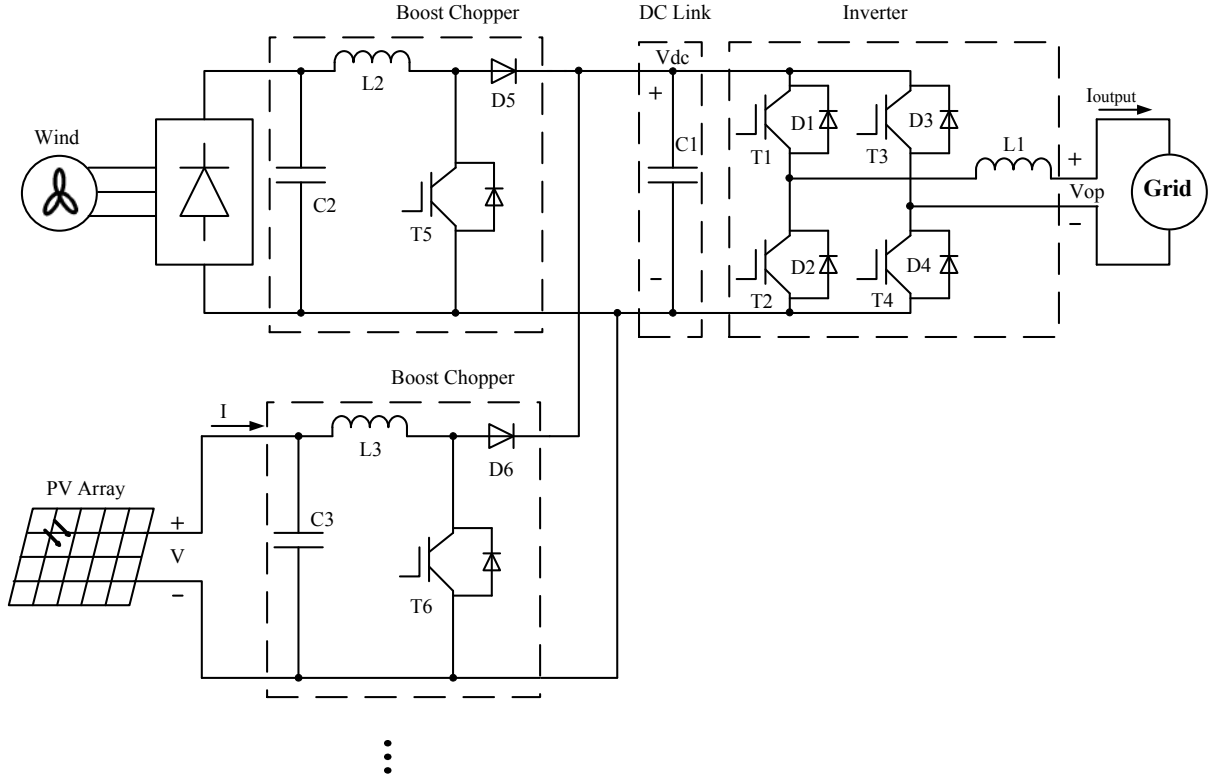 Boost Chopper
DC Link
Inverter
Vdc
L2
D5
+
D1
D3
Ioutput
Wind
C1
T1
T3
L1
+
C2
Vop
Grid
T5
D2
D4
−
−
T2
T4
Boost Chopper
I
L3
D6
PV Array
+
C3
V
−
T6